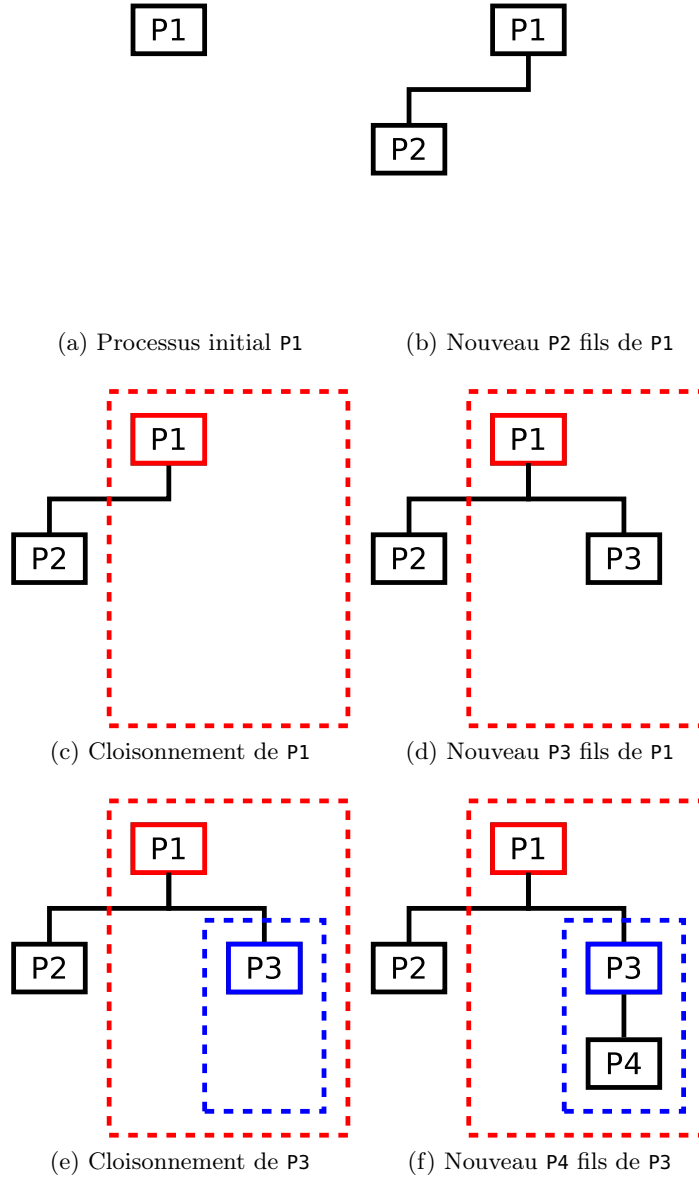 P1
P1
P2
(a) Processus initial P1
(b) Nouveau P2 fils de P1
P1
P1
P2
P2
P3
(c) Cloisonnement de P1
(d) Nouveau P3 fils de P1
P1
P1
P2
P3
P2
P3
P4
(e) Cloisonnement de P3
(f) Nouveau P4 fils de P3